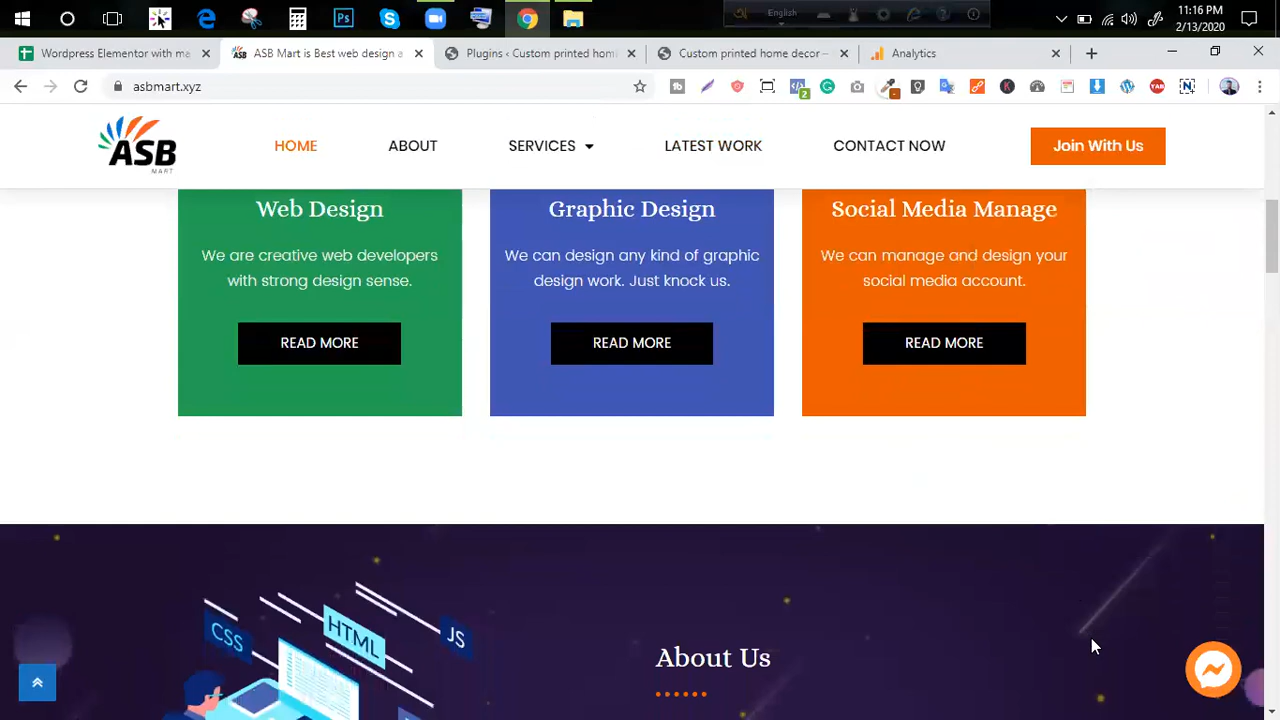 English
11:16 PM
2/13/2020
Wordpress Elementor with ma
ASB Mart is Best web design a
Plugins ‹ Custom printed hom
Custom printed home decor –
Analytics
asbmart.xyz
ASB
MART
HOME
ABOUT
SERVICES
LATEST WORK
CONTACT NOW
Join With Us
Web Design
We are creative web developers
with strong design sense.
READ MORE
Graphic Design
We can design any kind of graphic
design work. Just knock us.
READ MORE
Social Media Manage
We can manage and design your
social media account.
READ MORE
CSS
HTML
JS
About Us